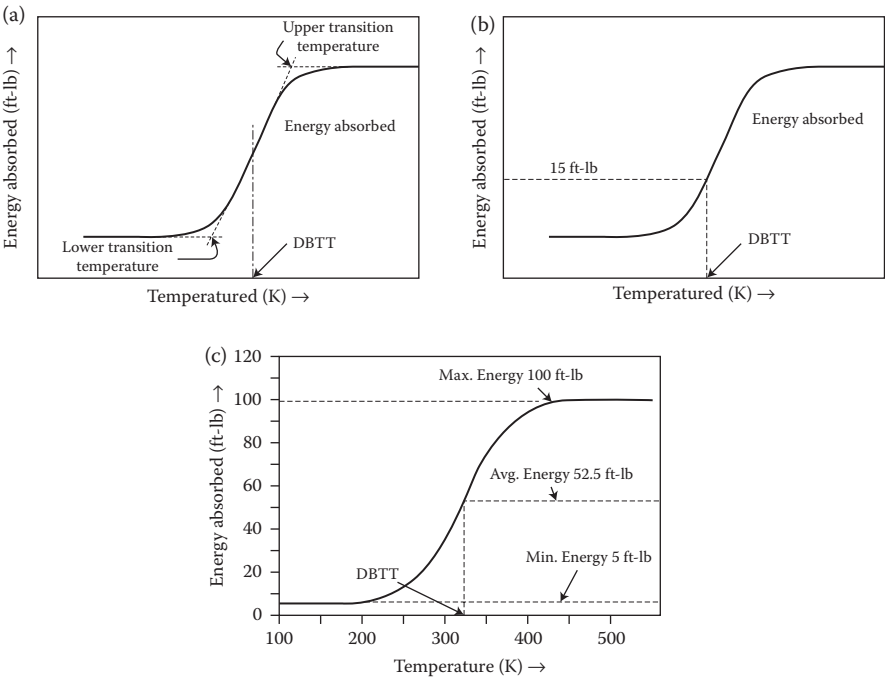 (a)
Energy absorbed (ft-lb) →
Upper transition
temperature
Energy absorbed
Lower transition
temperature
DBTT
Temperatured (K) →
(b)
Energy absorbed (ft-lb) →
Energy absorbed
15 ft-lb
DBTT
Temperatured (K) →
(c)
Energy absorbed (ft-lb) →
120
100
80
60
40
20
0
Max. Energy 100 ft-lb
Avg. Energy 52.5 ft-lb
Min. Energy 5 ft-lb
DBTT
100 200 300 400 500
Temperature (K) →